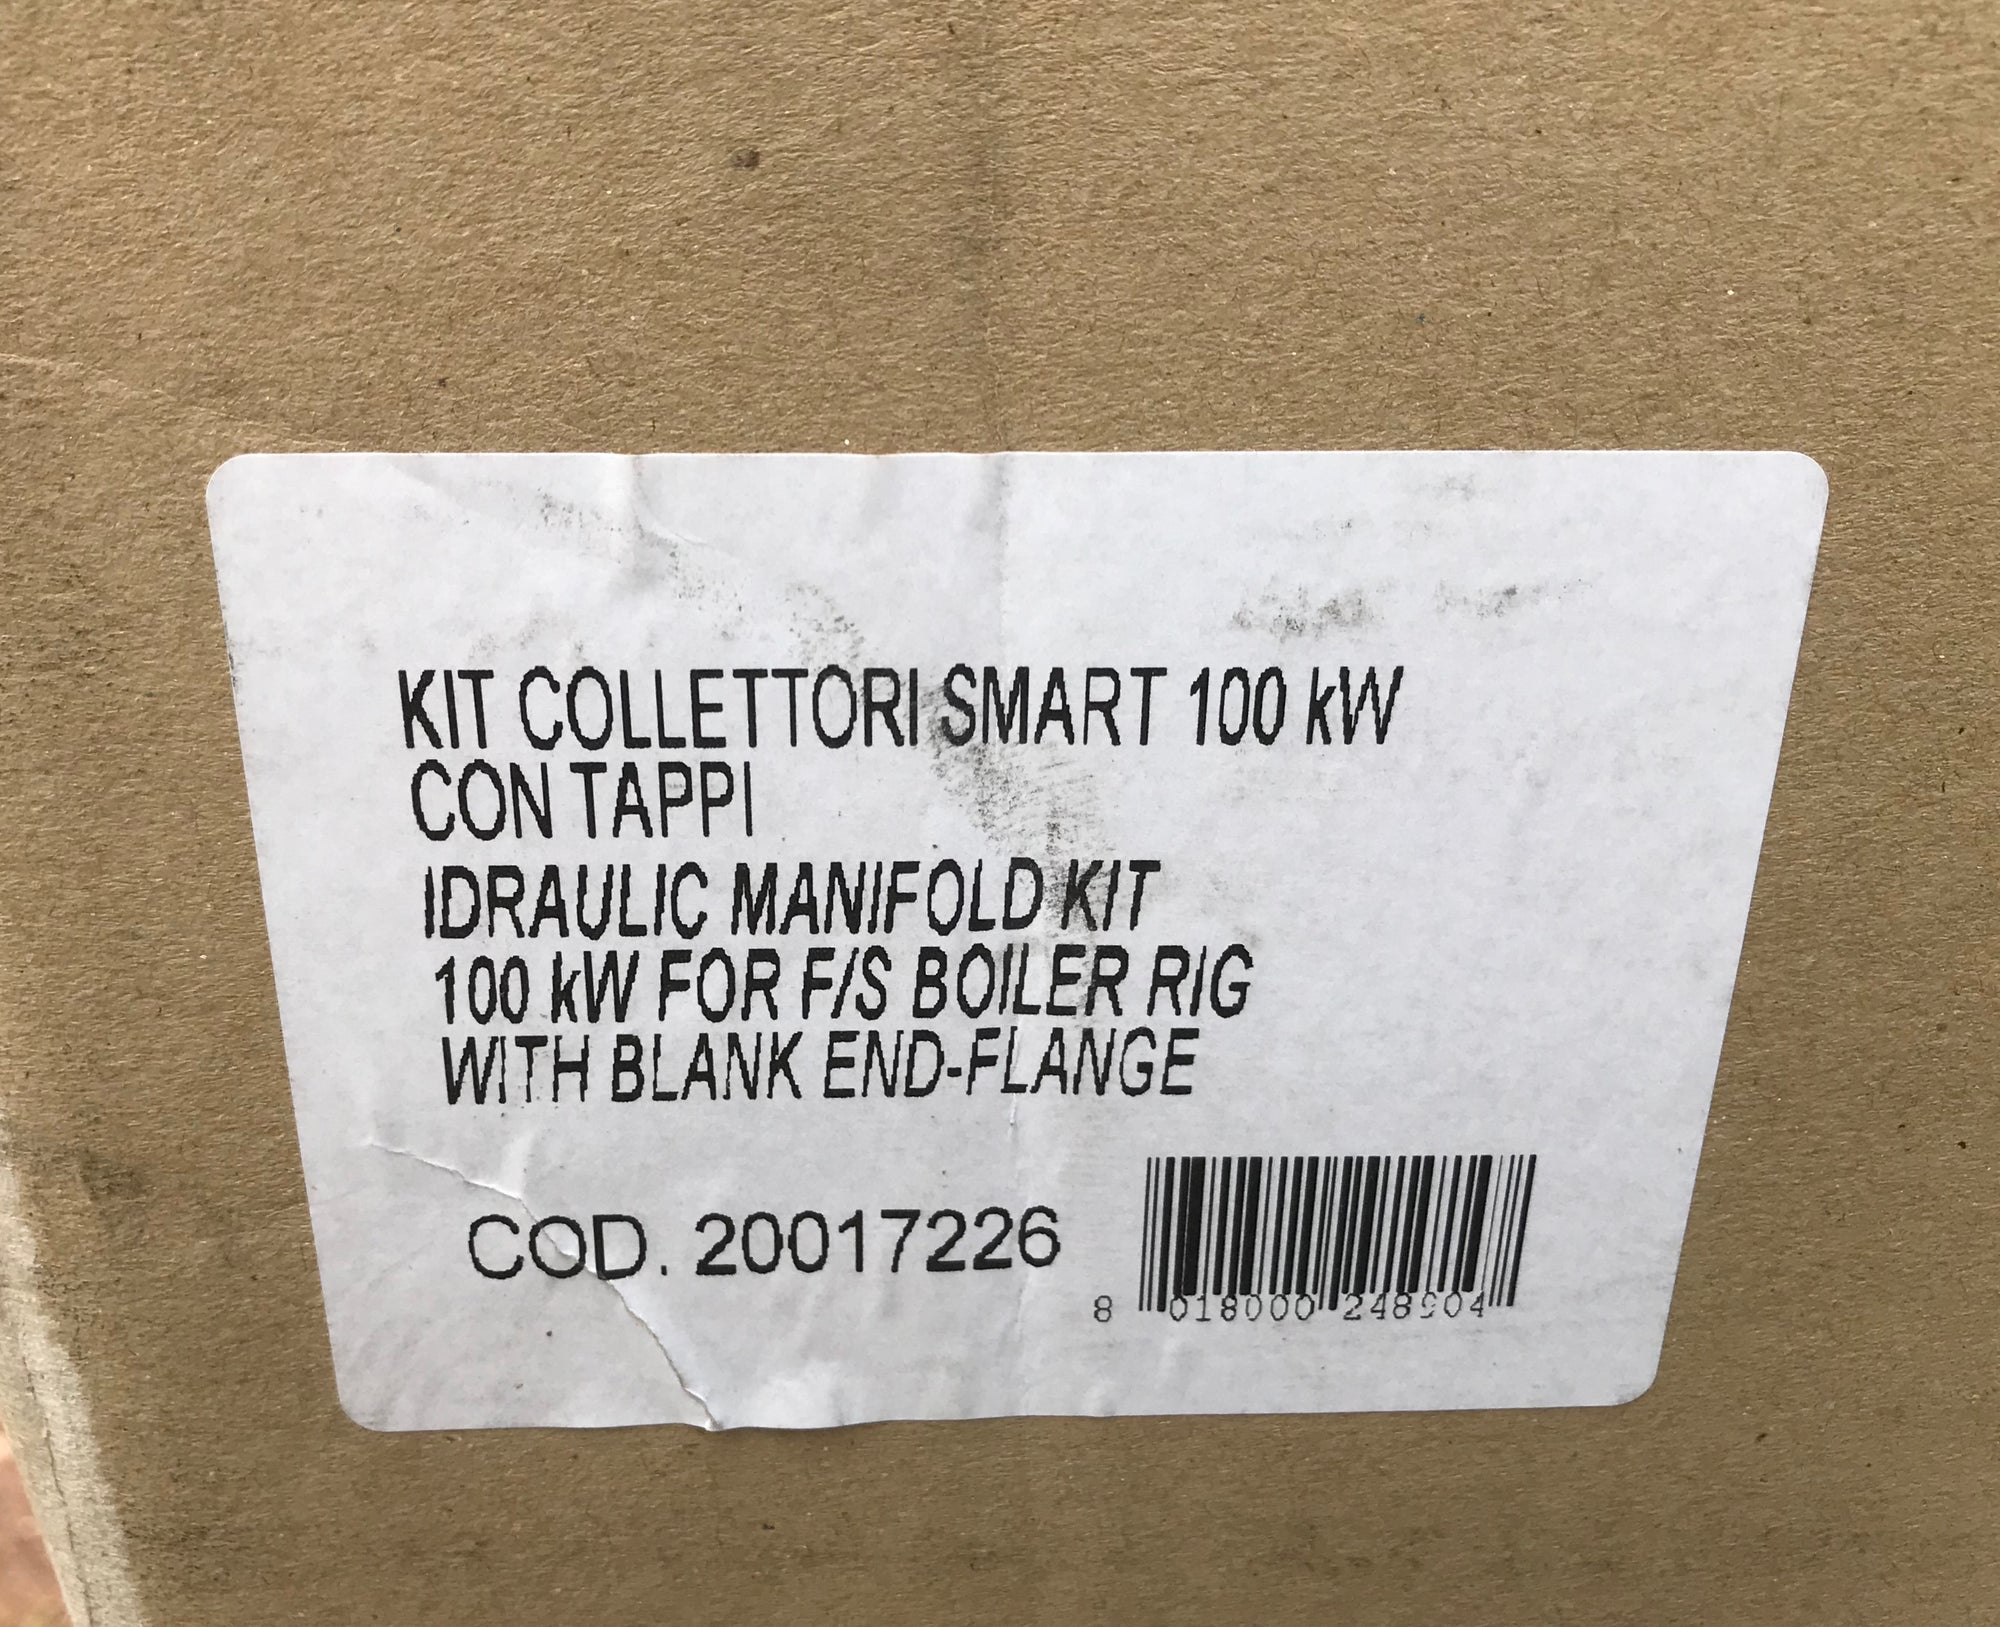 KIT COLLETTORI SMART 100 kW
CON TAPPI
IDRAULIC MANIFOLD KIT
100 kW FOR F/S BOILER RIG
WITH BLANK END-FLANGE
COD. 20017226
8 018000 248904